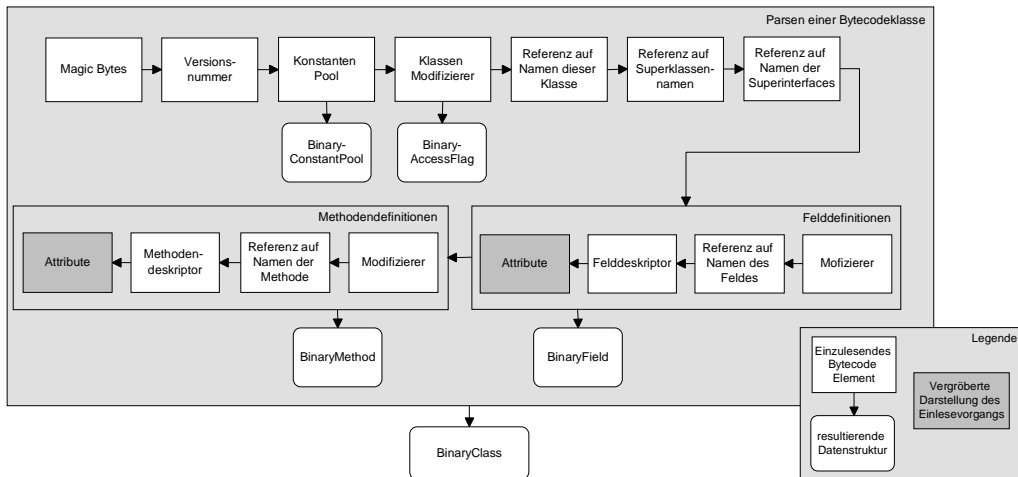 Parsen einer Bytecodeklasse
Magic Bytes
Versions-
nummer
Konstanten
Pool
Klassen
Modifizierer
Referenz auf
Namen dieser
Klasse
Referenz auf
Superklassen-
namen
Referenz auf
Namen der
Superinterfaces
Binary-
ConstantPool
Binary-
AccessFlag
Methodendefinitionen
Attribute
Methoden-
deskriptor
Referenz auf
Namen der
Methode
Modifizierer
Felddefinitionen
Attribute
Felddeskriptor
Referenz auf
Namen des
Feldes
Mofizierer
BinaryMethod
BinaryField
BinaryClass
Legende
Einzulesendes
Bytecode
Element
Vergröberte
Darstellung des
Einlesevorgangs
resultierende
Datenstruktur